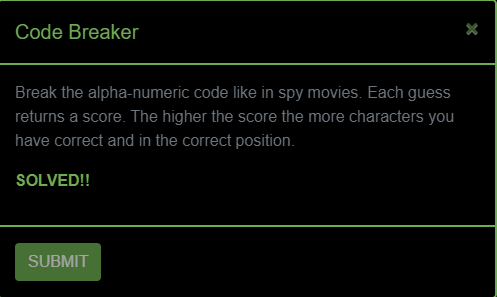 Code Breaker
Break the alpha-numeric code like in spy movies. Each guess
returns a score. The higher the score the more characters you
have correct and in the correct position.
SOLVED!!
SUBMIT